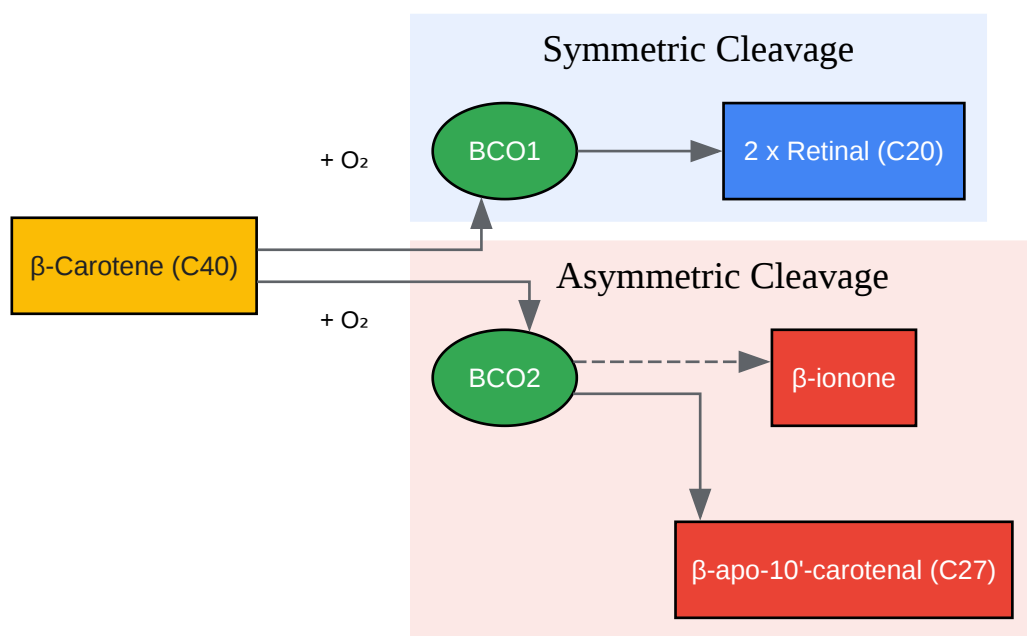 Symmetric Cleavage
+ O₂
BCO1
2 x Retinal (C20)
β-Carotene (C40)
Asymmetric Cleavage
+ O₂
BCO2
β-ionone
β-apo-10'-carotenal (C27)